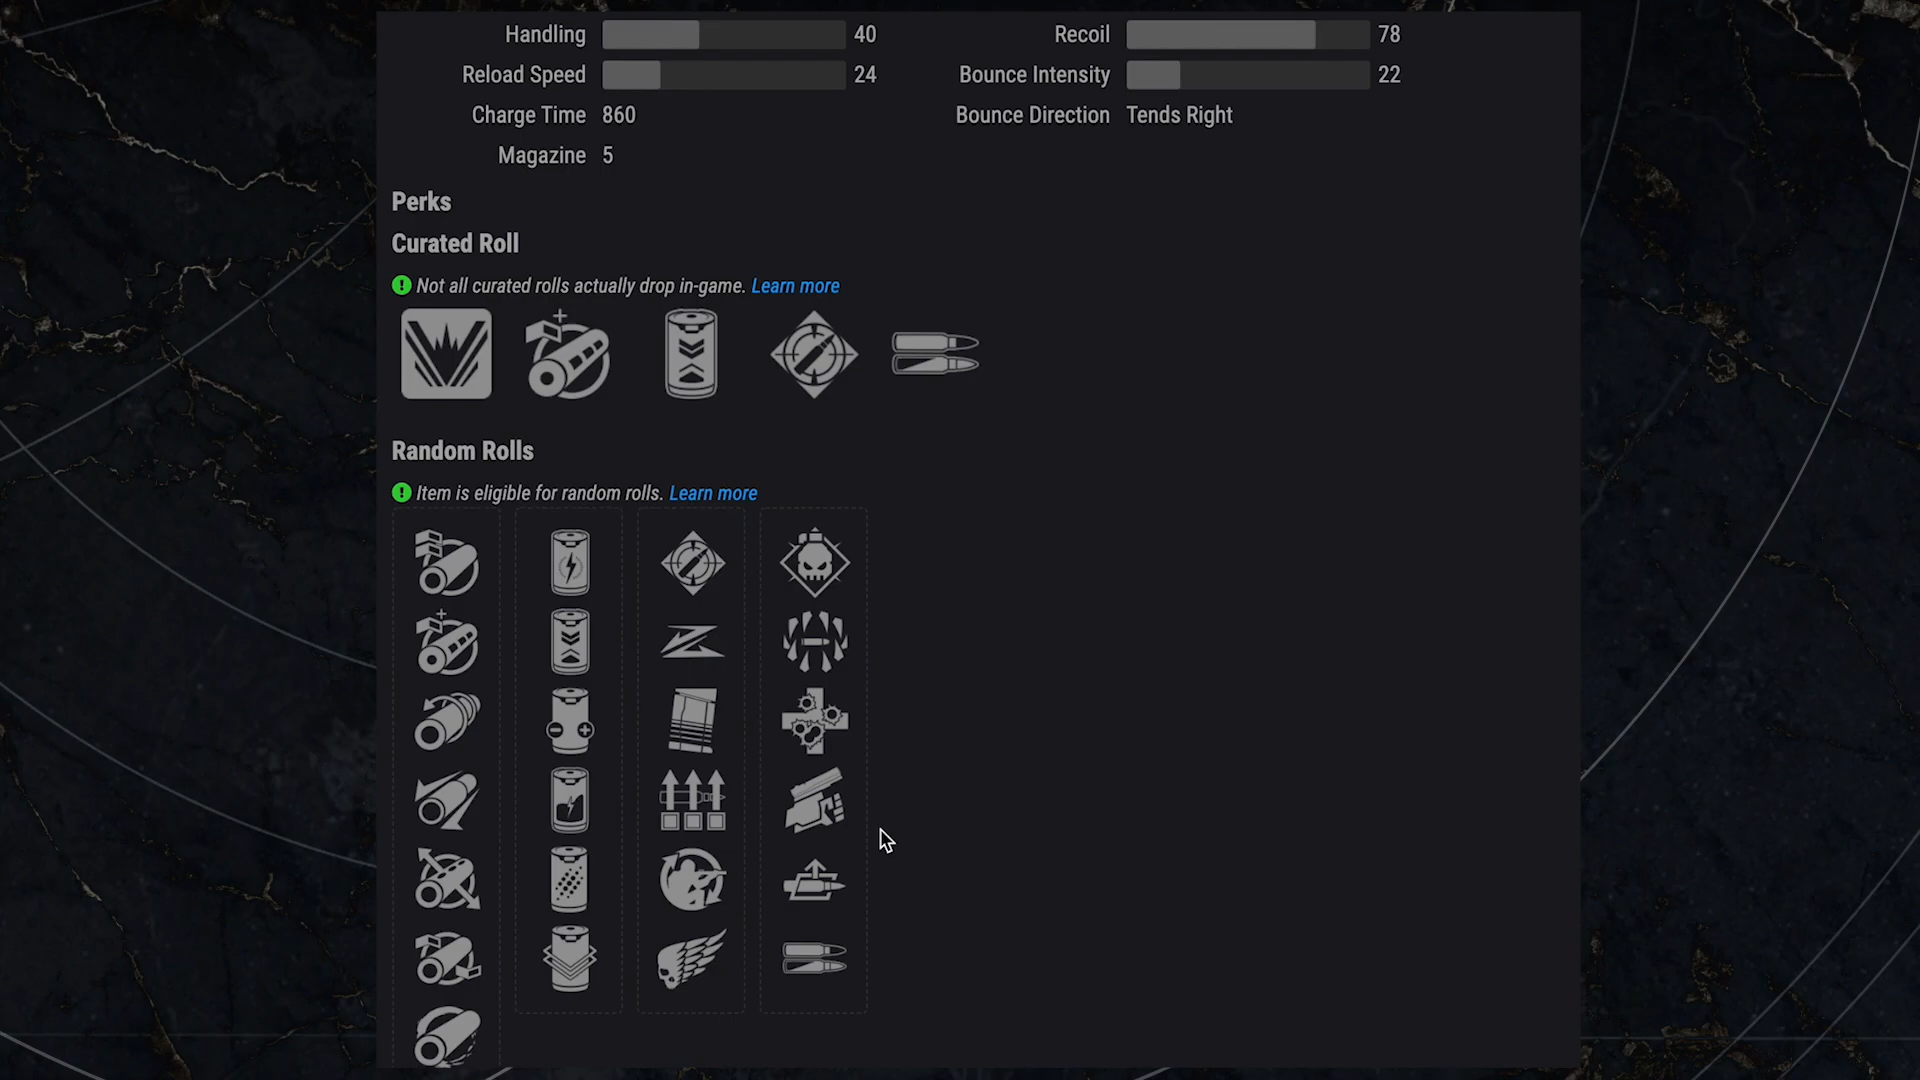 Handling 40 Recoil 78
Reload Speed 24 Bounce Intensity 22
Charge Time 860 Bounce Direction Tends Right
Magazine 5
Perks
Curated Roll
Not all curated rolls actually drop in-game. Learn more
Random Rolls
Item is eligible for random rolls. Learn more